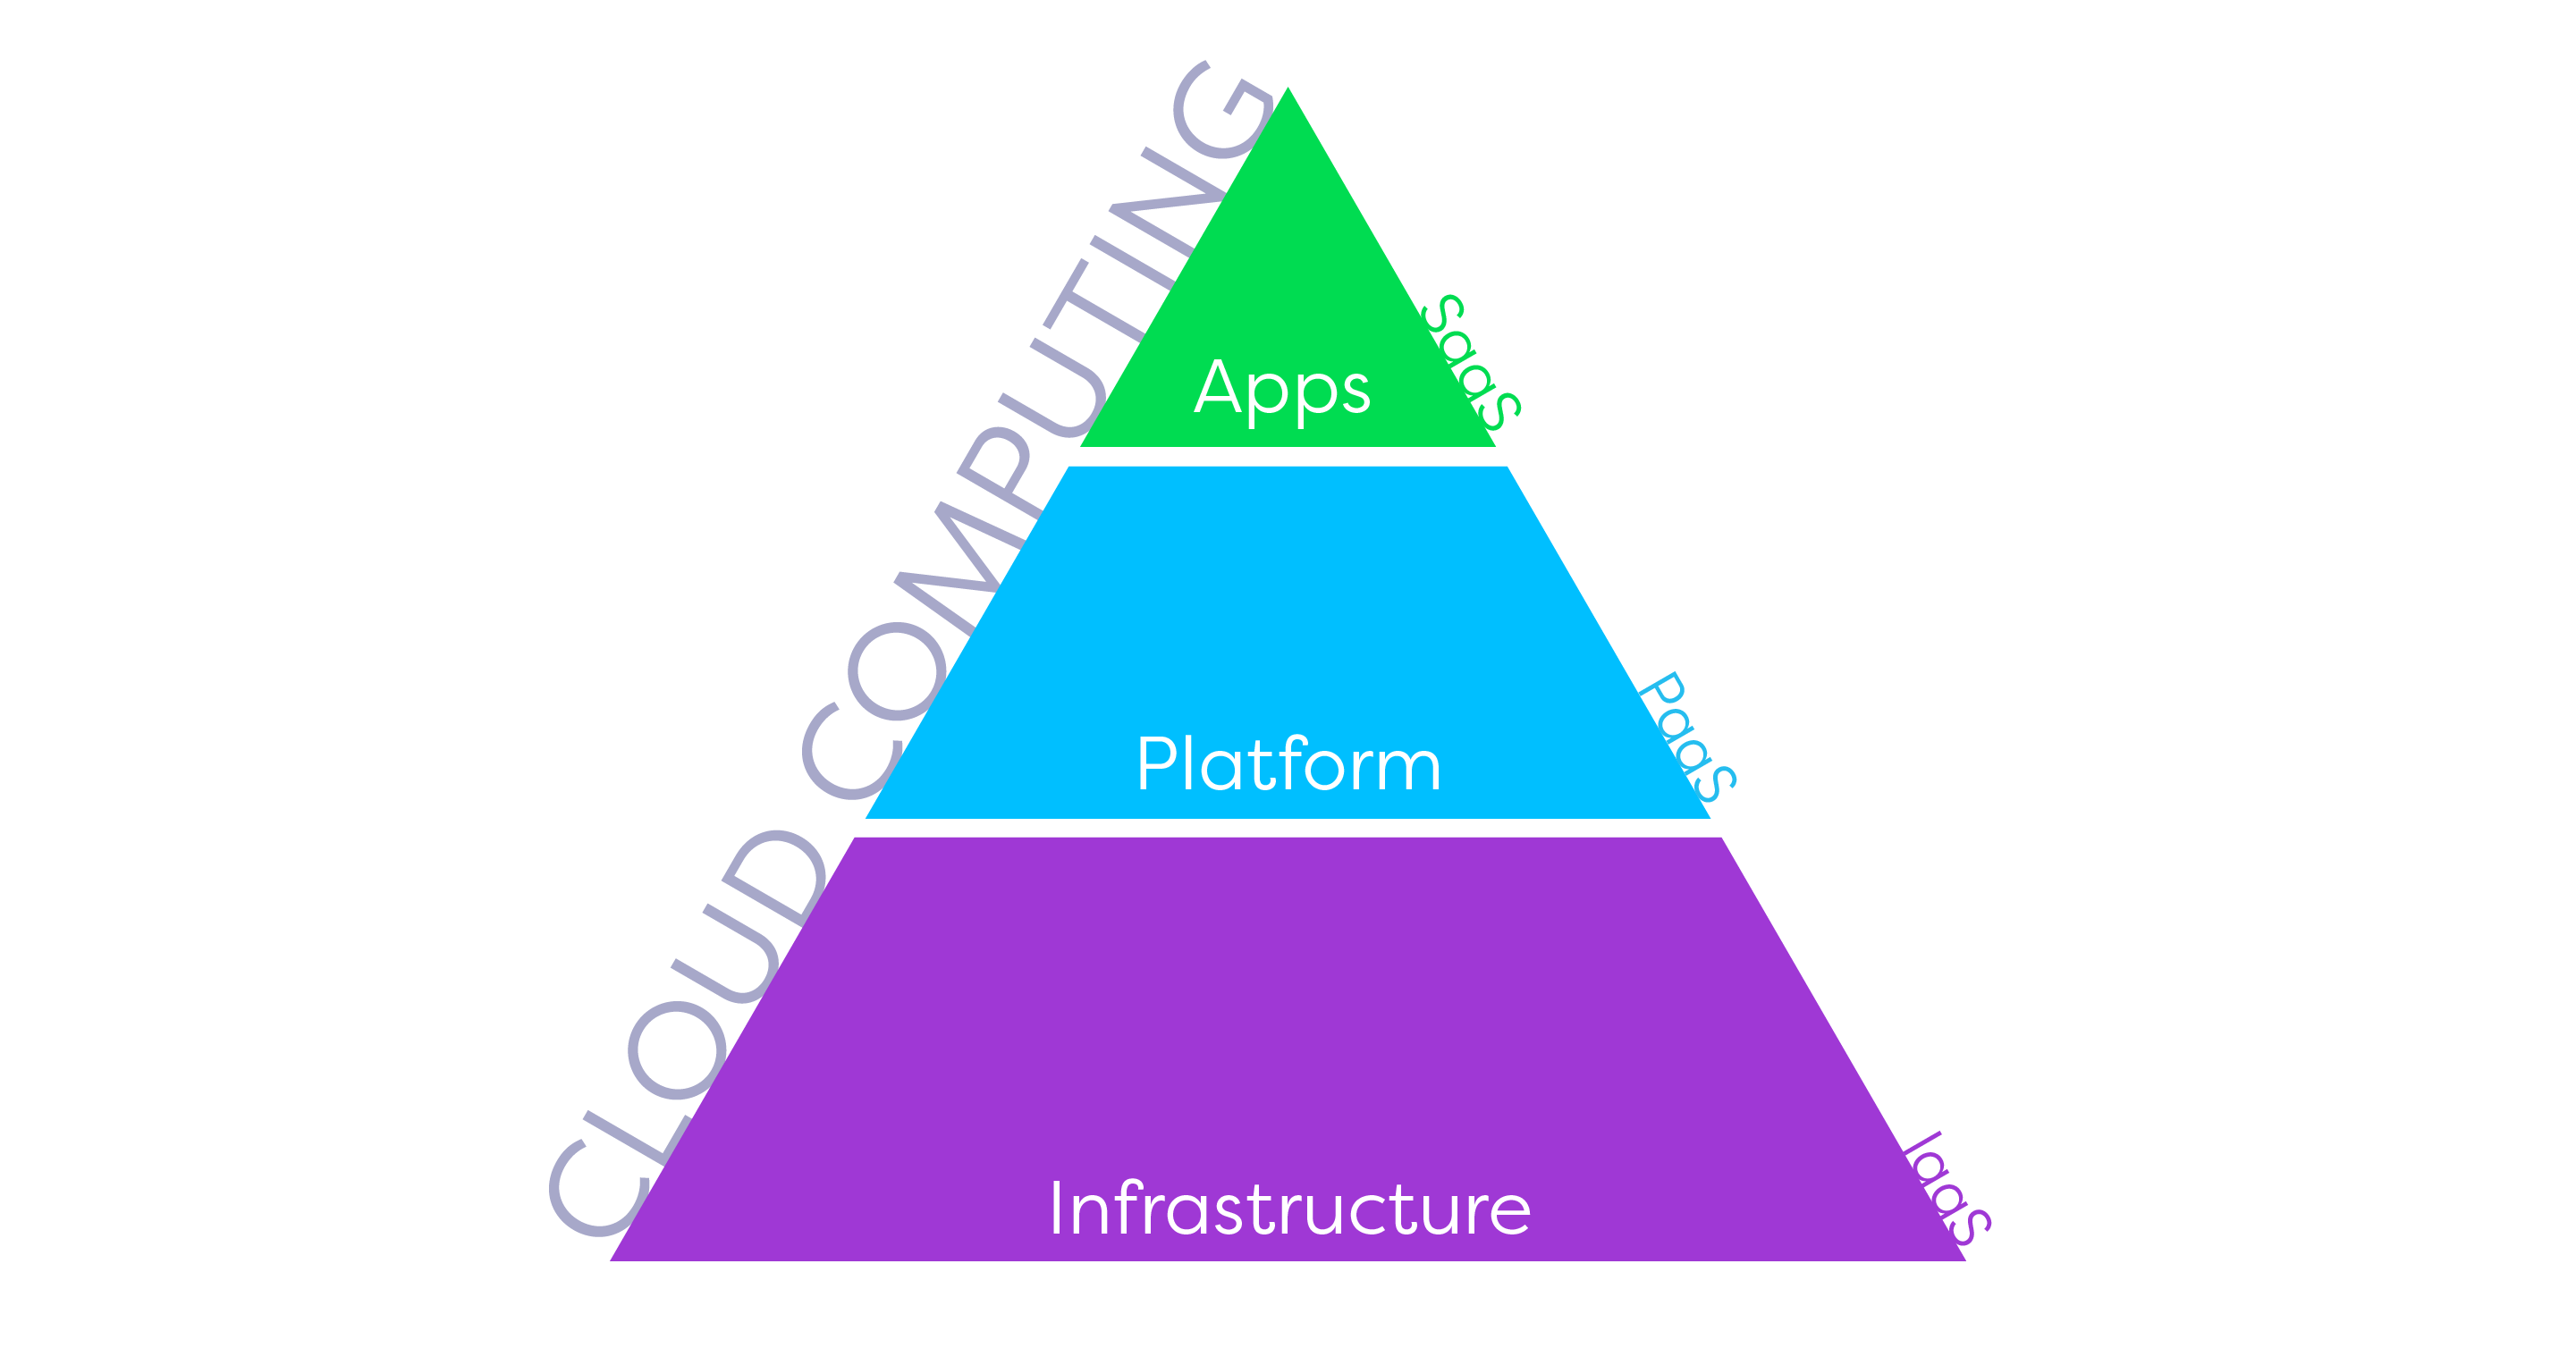 CLOUD COMPUTING
Apps
SaaS
Platform
PaaS
Infrastructure
IaaS